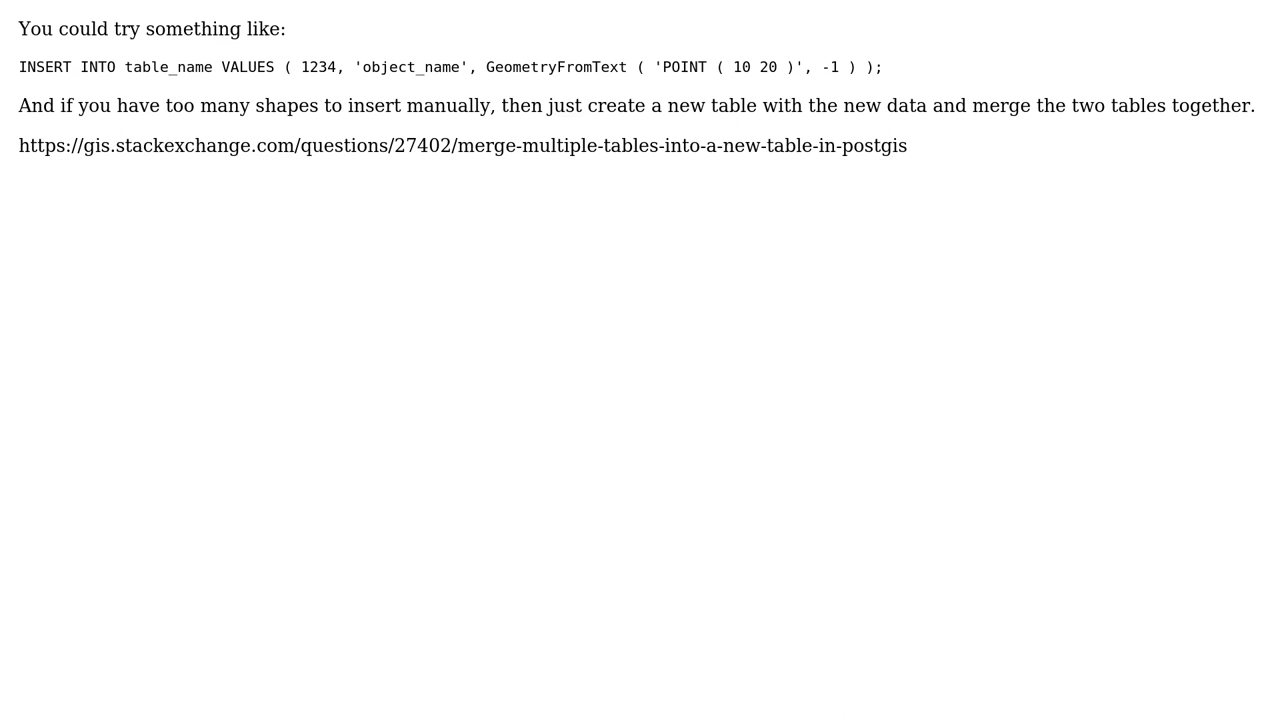 You could try something like:
INSERT INTO table_name VALUES ( 1234, 'object_name', GeometryFromText ( 'POINT ( 10 20 )', -1 ) );
And if you have too many shapes to insert manually, then just create a new table with the new data and merge the two tables together.
https://gis.stackexchange.com/questions/27402/merge-multiple-tables-into-a-new-table-in-postgis